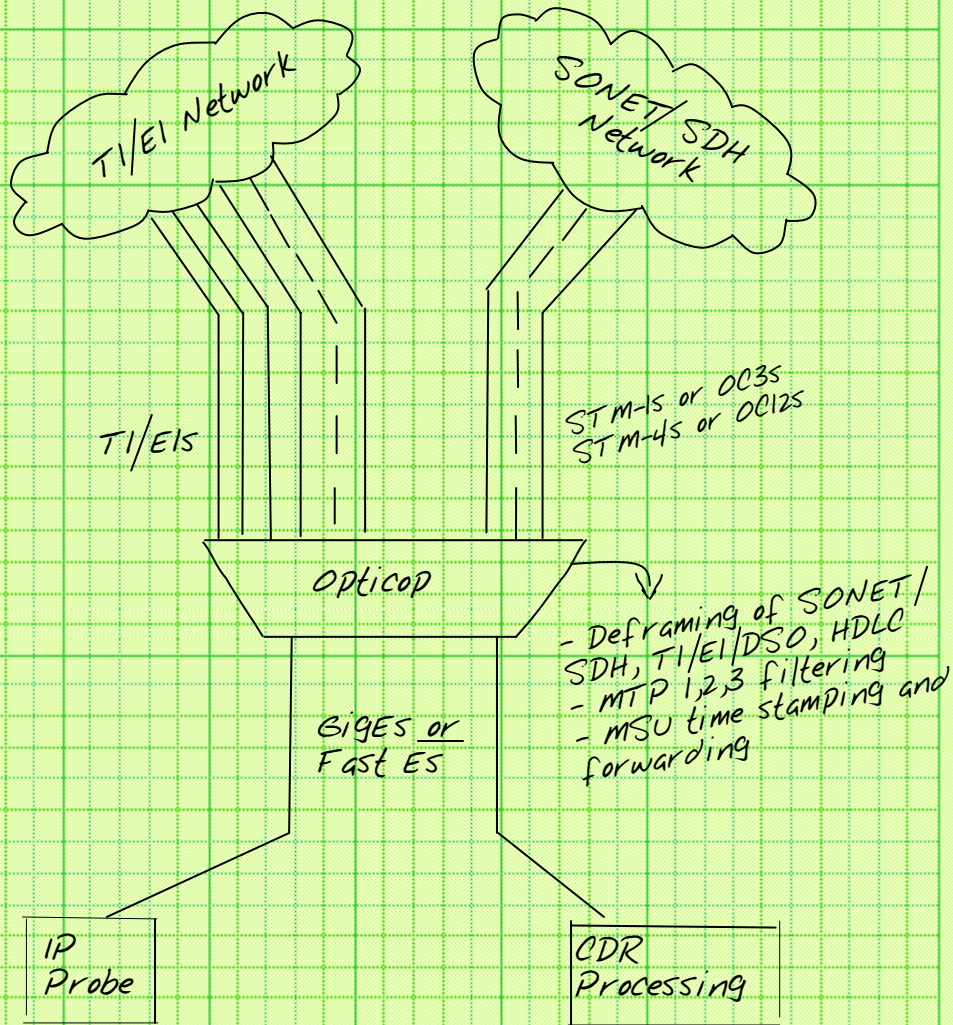 T1/E1 Network
SONET/ SDH
Network
T1/E1s
STM-1s or OC3s
STM-4s or OC12s
Opticop
- Deframing of SONET/
SDH, T1/E1/DSO, HDLC
- MTP 1,2,3 filtering
- MSU time stamping and
forwarding
GigEs or
Fast Es
IP
Probe
CDR
Processing